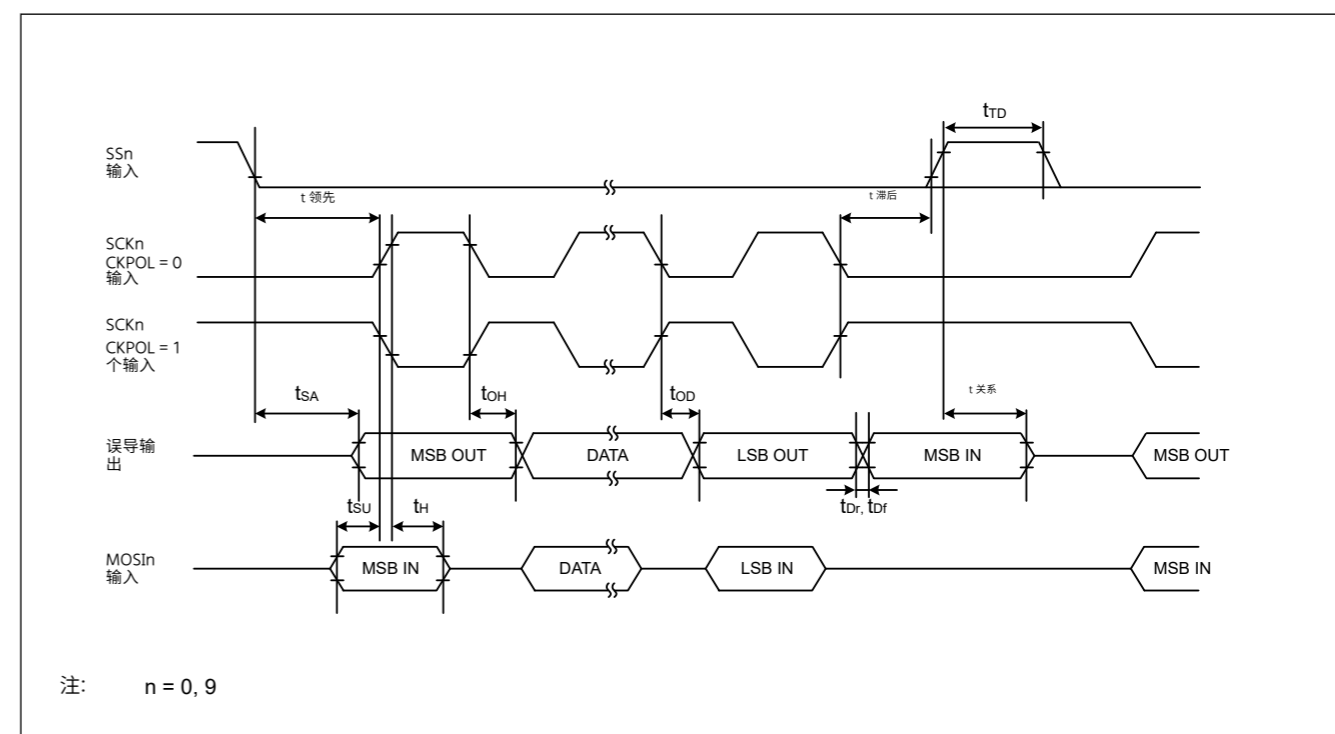 tTD
SSn
输入
t 领先
t 滞后
SCKn
CKPOL = 0
输入
SCKn
CKPOL = 1
个输入
tSA
tOH
tOD
t 关系
误导输
出
MSB OUT
DATA
LSB OUT
MSB IN
MSB OUT
tSU
tH
tDr, tDf
MOSIn
输入
MSB IN
DATA
LSB IN
MSB IN
注:
n = 0, 9